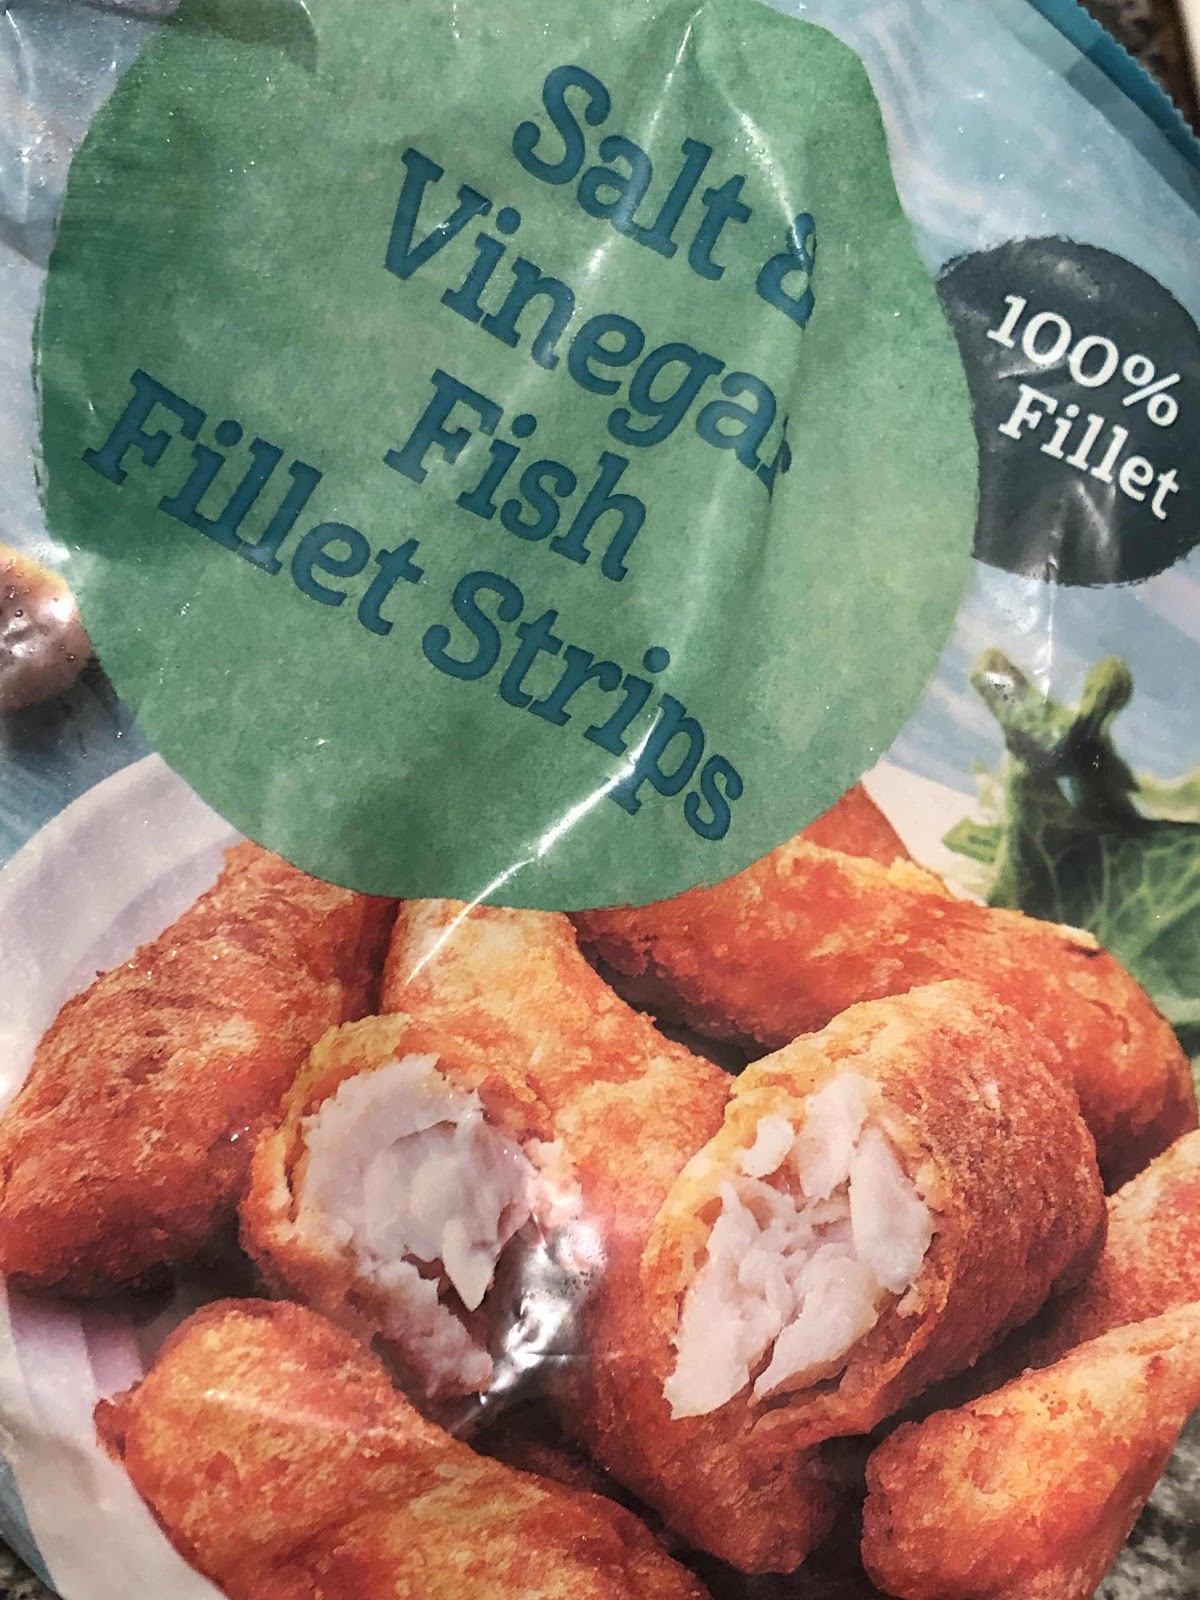 Salt &
Vinegar
Fish
Fillet Strips
100%
Fillet